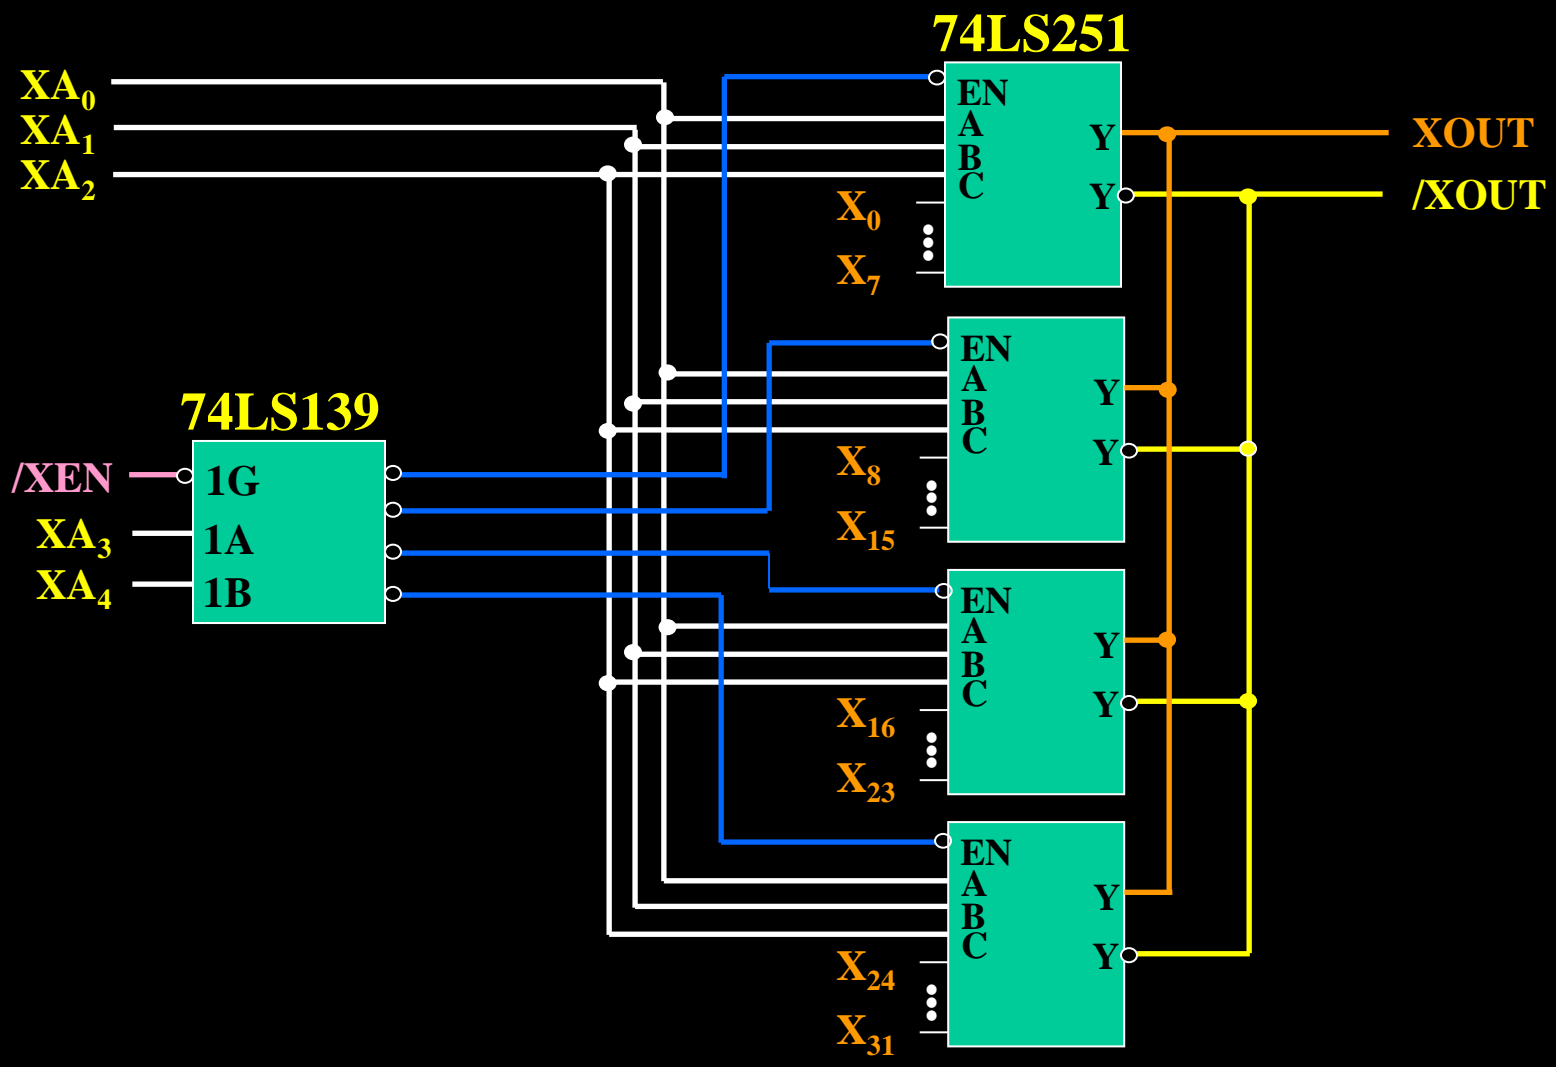 74LS251
XA₀
XA₁
XA₂
EN
A
B
C
Y
Y
XOUT
/XOUT
X₀
X₇
EN
A
B
C
Y
Y
X₈
X₁₅
74LS139
/XEN
1G
XA₃
1A
XA₄
1B
EN
A
B
C
Y
Y
X₁₆
X₂₃
EN
A
B
C
Y
Y
X₂₄
X₃₁